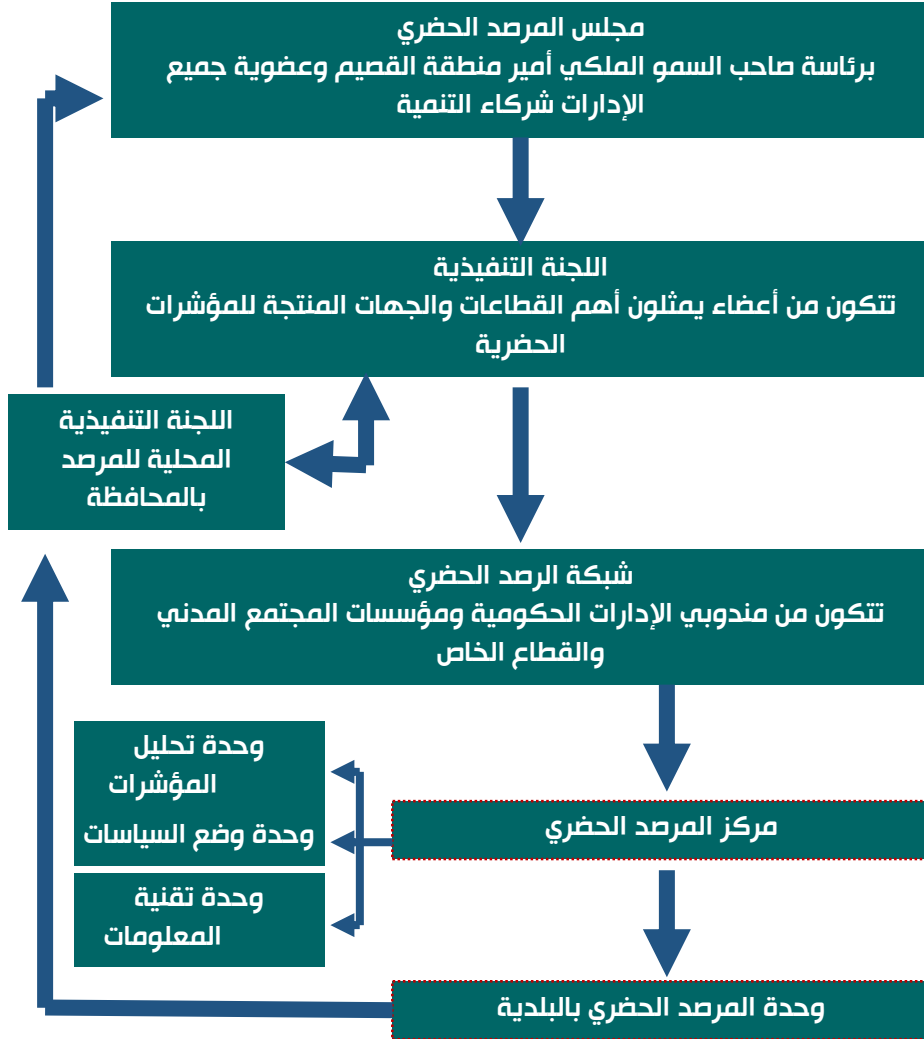 مجلس المرصد الحضري
برئاسة صاحب السمو الملكي أمير منطقة القصيم وعضوية جميع
الإدارات شركاء التنمية
اللجنة التنفيذية
تتكون من أعضاء يمثلون أهم القطاعات والجهات المنتجة للمؤشرات
الحضرية
اللجنة التنفيذية
المحلية للمرصد
بالمحافظة
شبكة الرصد الحضري
تتكون من مندوبي الإدارات الحكومية ومؤسسات المجتمع المدني
والقطاع الخاص
مركز المرصد الحضري
وحدة تحليل
المؤشرات
وحدة وضع السياسات
وحدة تقنية
المعلومات
وحدة المرصد الحضري بالبلدية